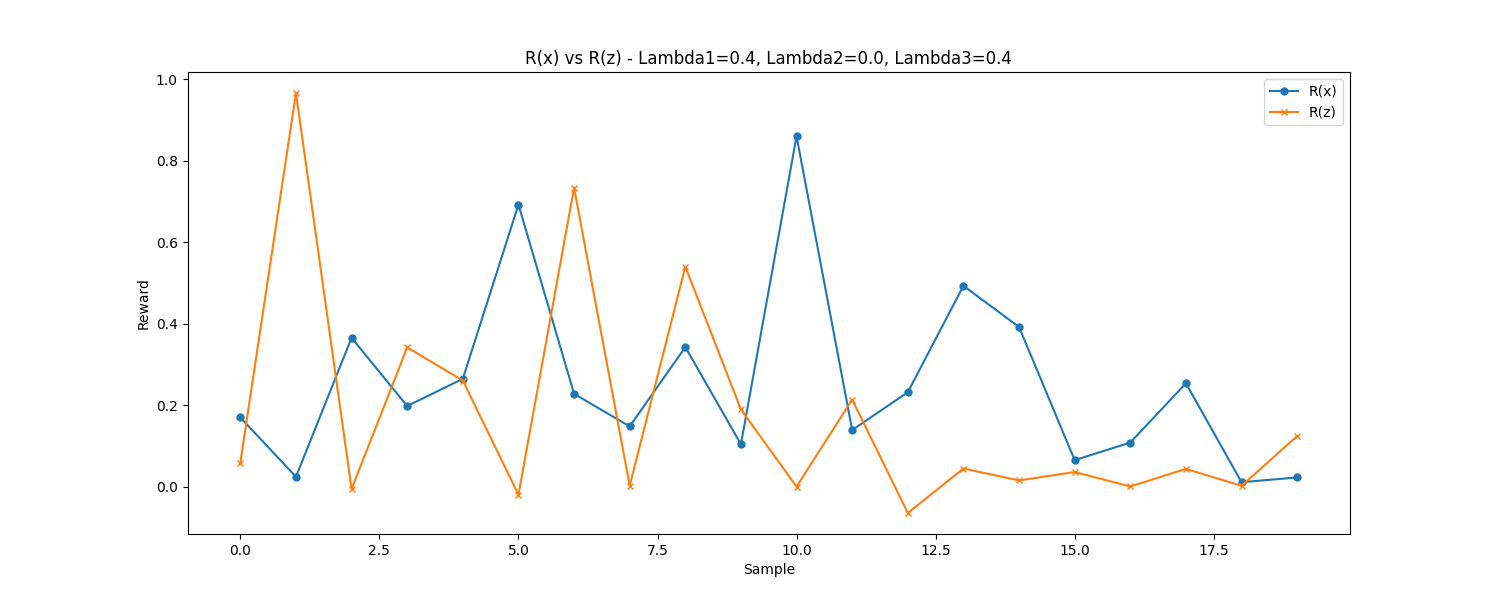 R(x) vs R(z) - Lambda1=0.4, Lambda2=0.0, Lambda3=0.4
1.0
0.8
0.6
0.4
0.2
0.0
Reward
R(x)
R(z)
0.0 2.5 5.0 7.5 10.0 12.5 15.0 17.5
Sample